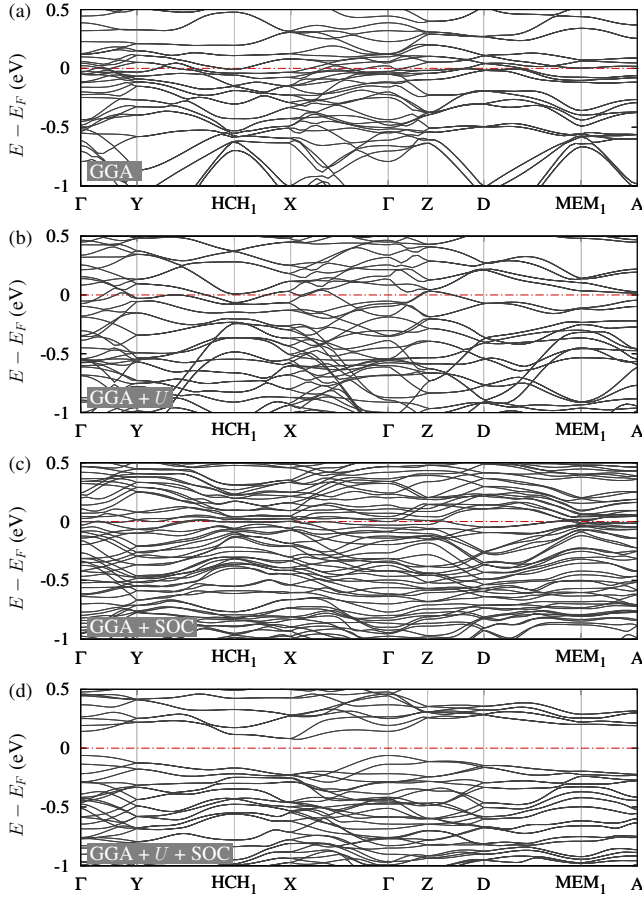 (a)
0.5
0
-0.5
-1
E − E_F (eV)
GGA
Γ Y HCH₁ X Γ Z D MEM₁ A
(b)
0.5
0
-0.5
-1
E − E_F (eV)
GGA + U
Γ Y HCH₁ X Γ Z D MEM₁ A
(c)
0.5
0
-0.5
-1
E − E_F (eV)
GGA + SOC
Γ Y HCH₁ X Γ Z D MEM₁ A
(d)
0.5
0
-0.5
-1
E − E_F (eV)
GGA + U + SOC
Γ Y HCH₁ X Γ Z D MEM₁ A